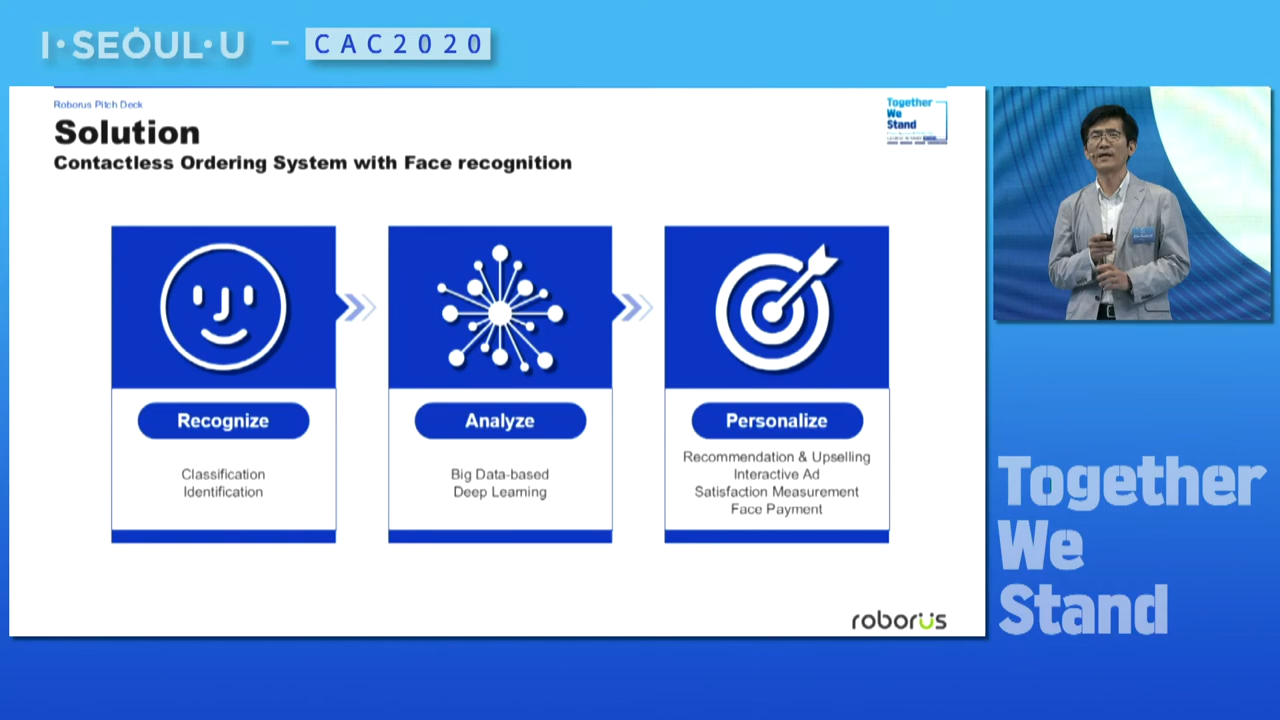 I·SEOUL·U – CAC2020
Roborus Pitch Deck
Solution
Contactless Ordering System with Face recognition
Together
We
Stand
Recognize
Classification
Identification
Analyze
Big Data-based
Deep Learning
Personalize
Recommendation & Upselling
Interactive Ad
Satisfaction Measurement
Face Payment
roborus
Together
We
Stand